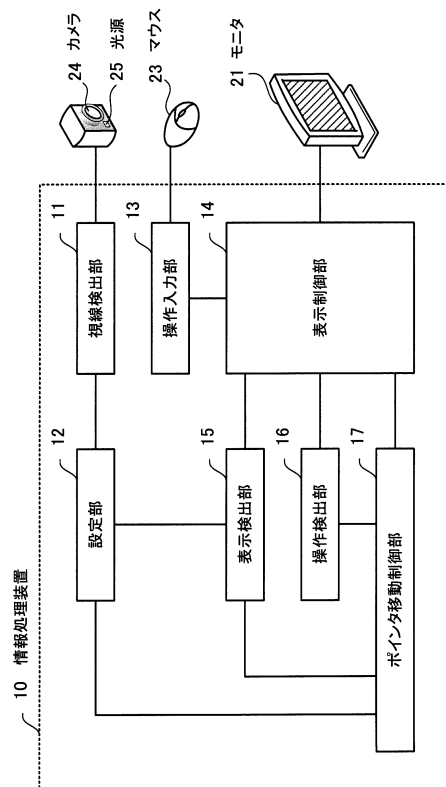 10 情報処理装置
24 カメラ
25 光源
23 マウス
21 モニタ
11
視線検出部
13
操作入力部
14
表示制御部
12
設定部
15
表示検出部
16
操作検出部
17
ポインタ移動制御部